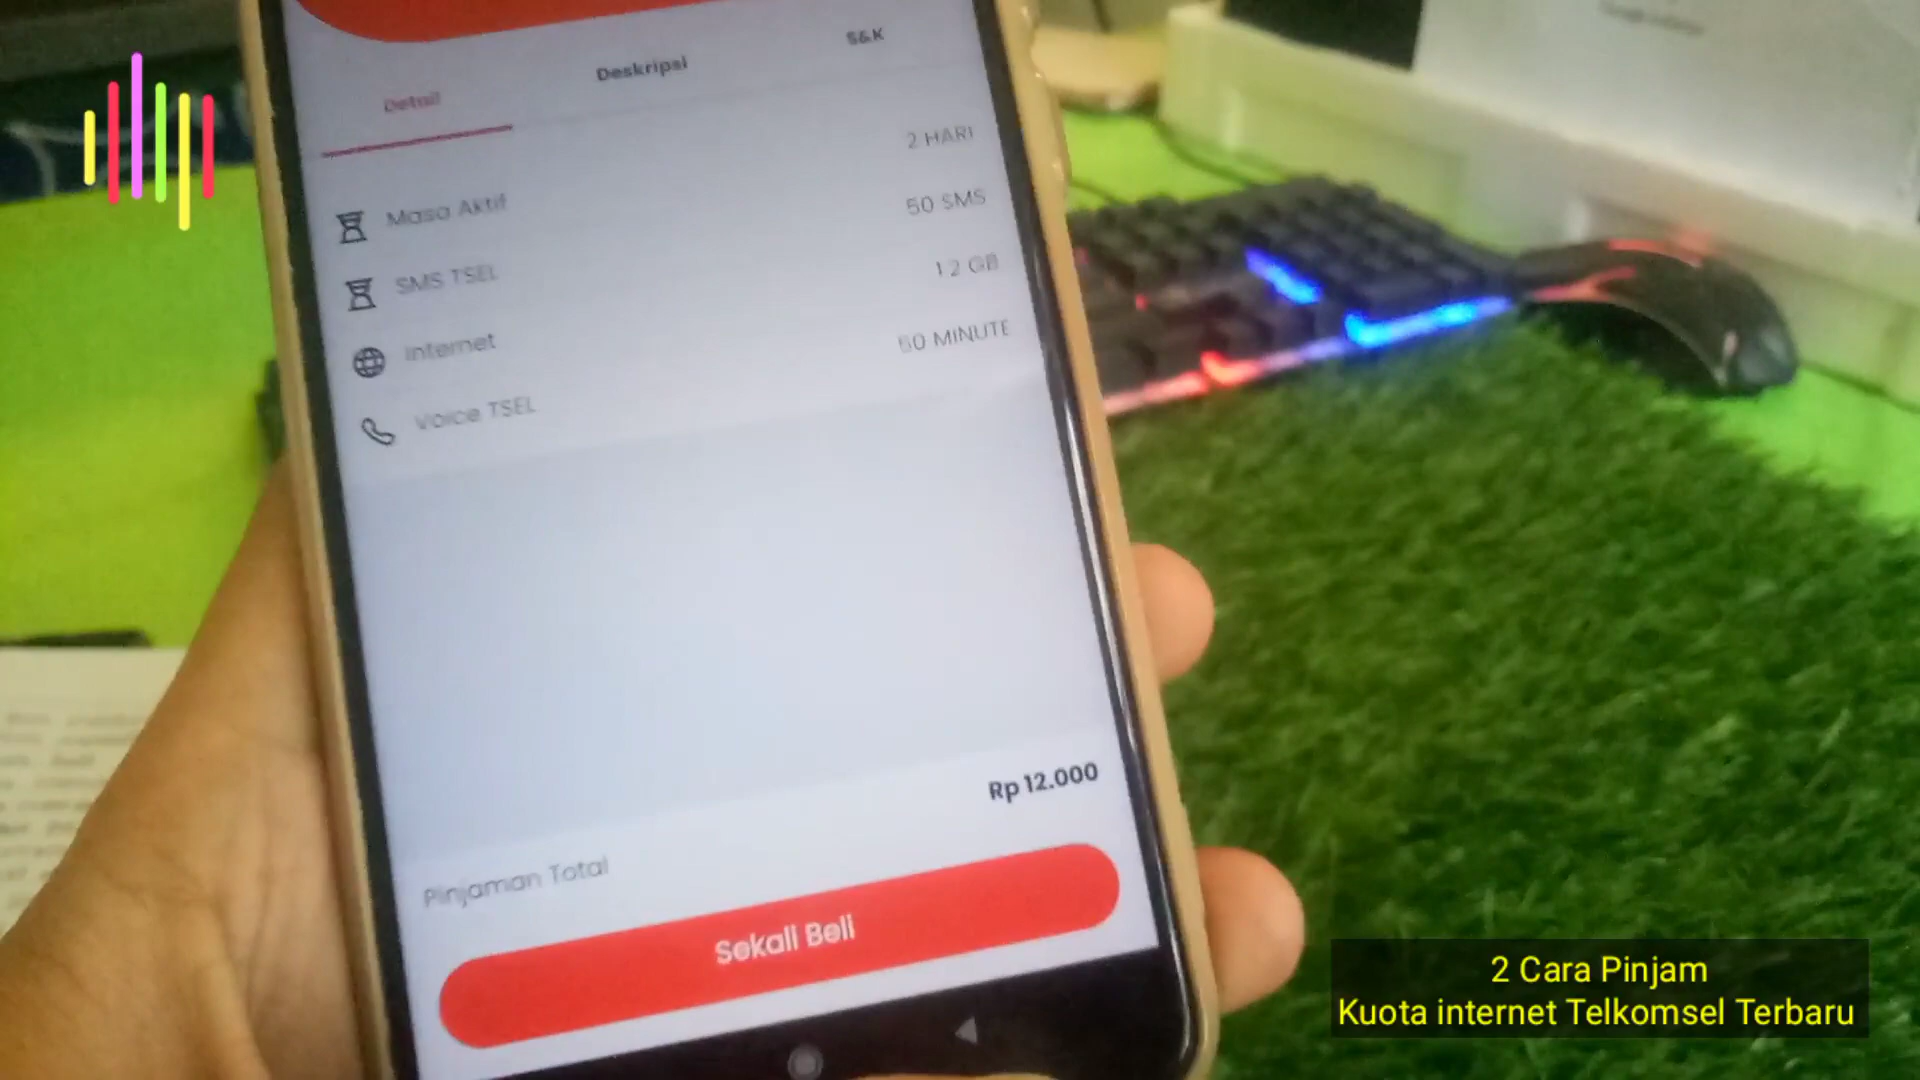 Detail
Deskripsi
S&K
Masa Aktif
2 HARI
SMS TSEL
50 SMS
Internet
1.2 GB
Voice TSEL
50 MINUTE
Pinjaman Total
Rp 12.000
Sekali Beli
2 Cara Pinjam
Kuota internet Telkomsel Terbaru